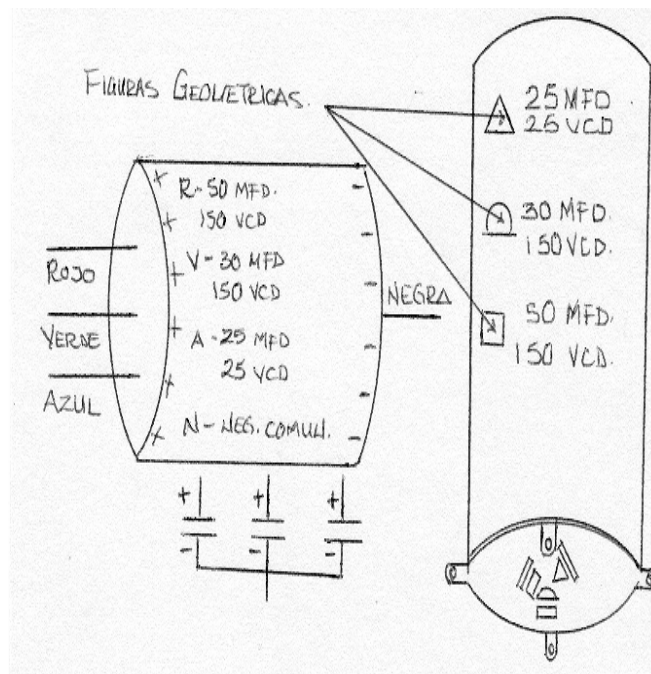 FIGURAS GEOMETRICAS.
25 MFD
25 VCD
30 MFD.
150 VCD.
50 MFD.
150 VCD.
R-50 MFD.
150 VCD
V-30 MFD
150 VCD
A-25 MFD
25 VCD
N-NEG. COMUN.
ROJO
VERDE
AZUL
NEGRA
+ + +
- - -